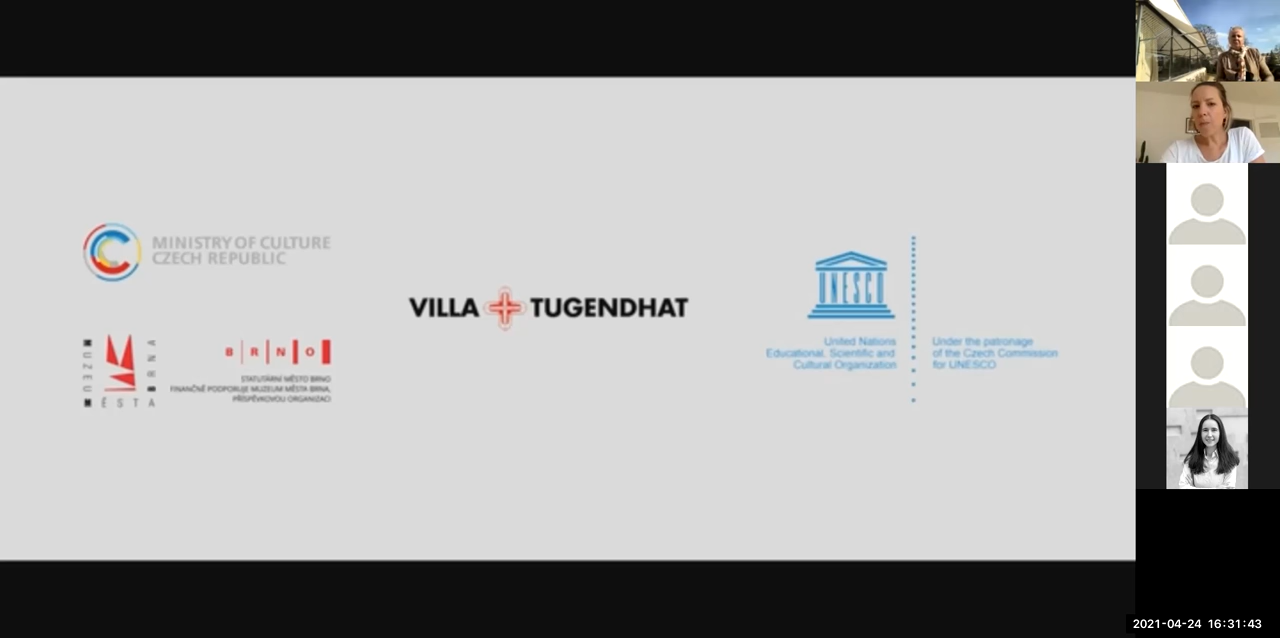 MINISTRY OF CULTURE
CZECH REPUBLIC
MUZEUM
MĚSTA
BRNA
BRNO
STATUTÁRNÍ MĚSTO BRNO
FINANČNĚ PODPORUJE MUZEUM MĚSTA BRNA,
PŘÍSPĚVKOVOU ORGANIZACI
VILLA TUGENDHAT
UNESCO
United Nations
Educational, Scientific and
Cultural Organization
Under the patronage
of the Czech Commission
for UNESCO
2021-04-24 16:31:43